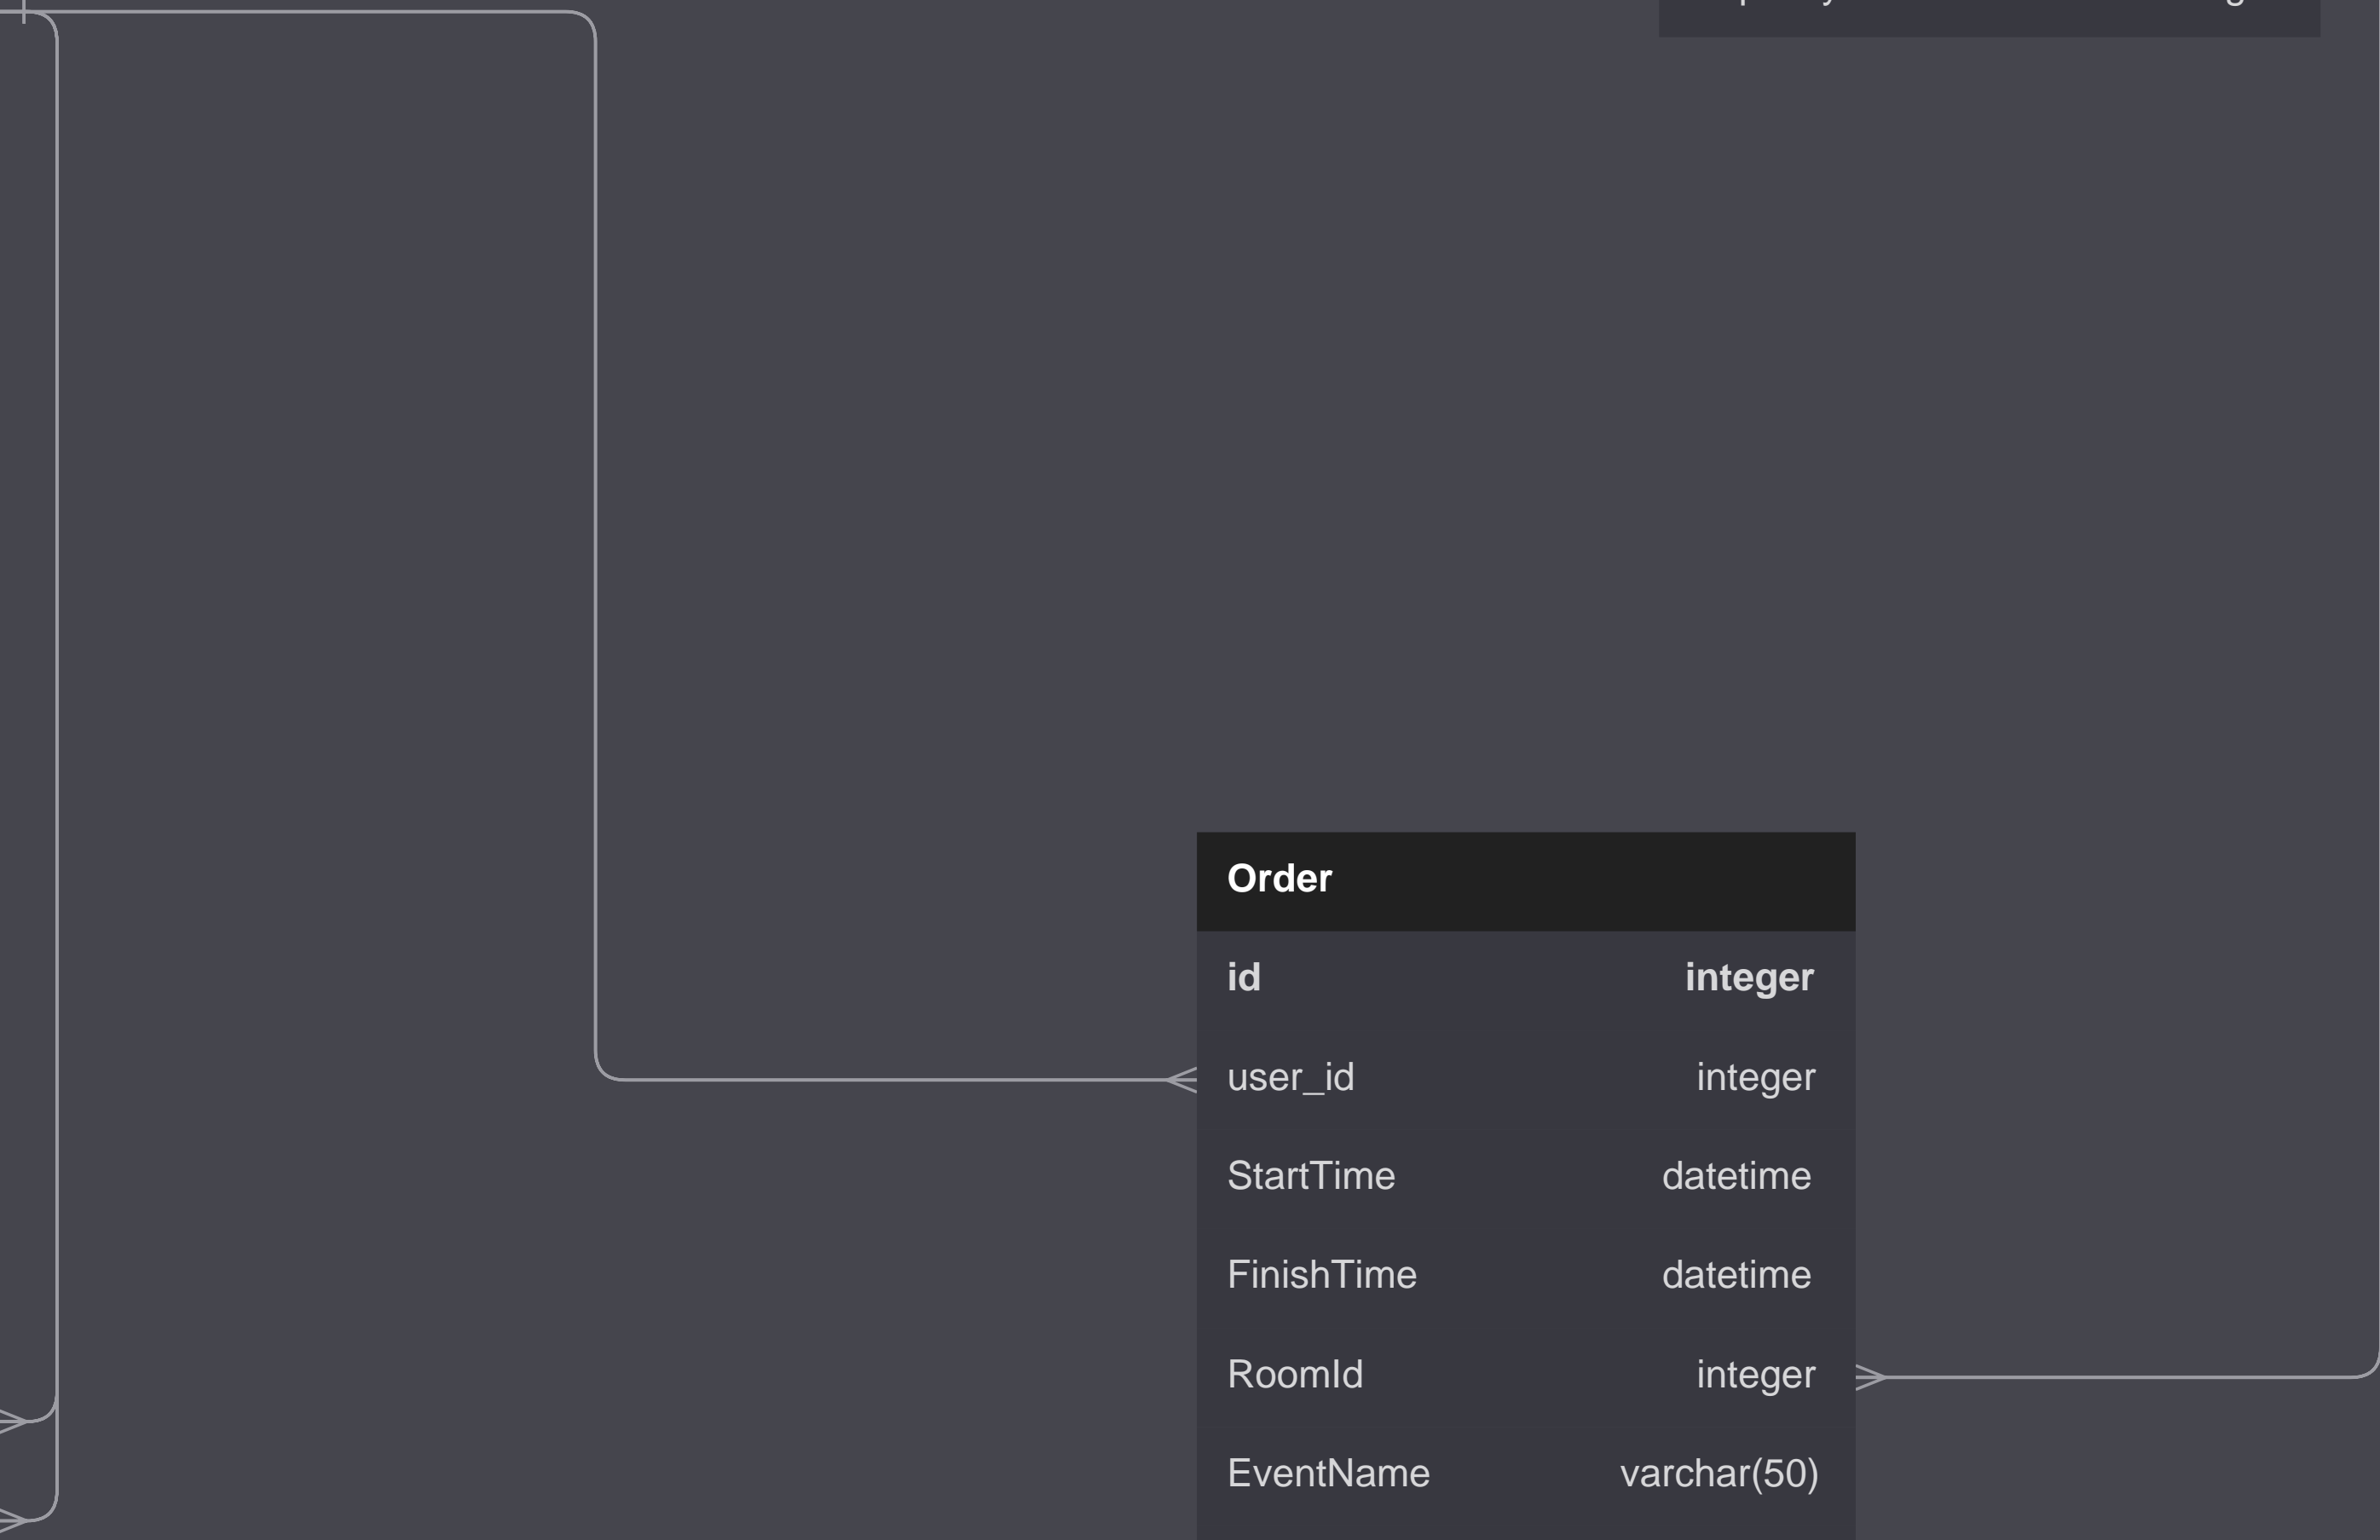 Order
id integer
user_id integer
StartTime datetime
FinishTime datetime
RoomId integer
EventName varchar(50)